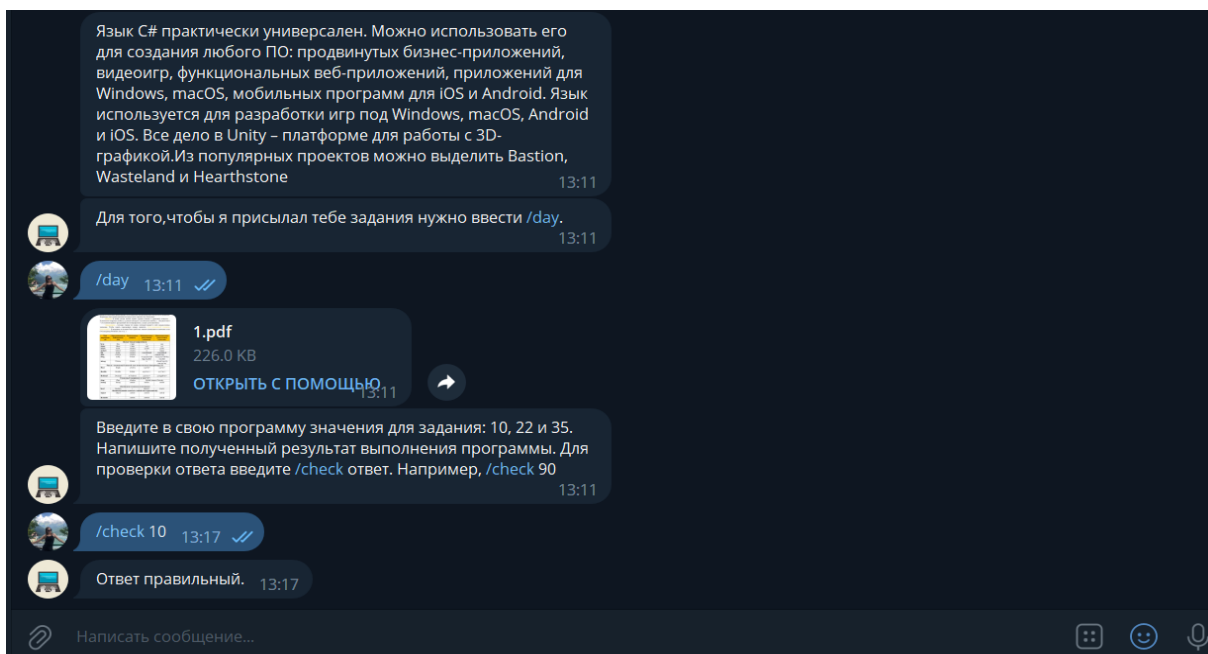 Язык C# практически универсален. Можно использовать его
для создания любого ПО: продвинутых бизнес-приложений,
видеоигр, функциональных веб-приложений, приложений для
Windows, macOS, мобильных программ для iOS и Android. Язык
используется для разработки игр под Windows, macOS, Android
и iOS. Все дело в Unity – платформе для работы с 3D-
графикой.Из популярных проектов можно выделить Bastion,
Wasteland и Hearthstone
13:11
Для того,чтобы я присылал тебе задания нужно ввести /day.
13:11
/day 13:11
1.pdf
226.0 KB
ОТКРЫТЬ С ПОМОЩЬЮ 13:11
Введите в свою программу значения для задания: 10, 22 и 35.
Напишите полученный результат выполнения программы. Для
проверки ответа введите /check ответ. Например, /check 90
13:11
/check 10 13:17
Ответ правильный. 13:17
Написать сообщение...